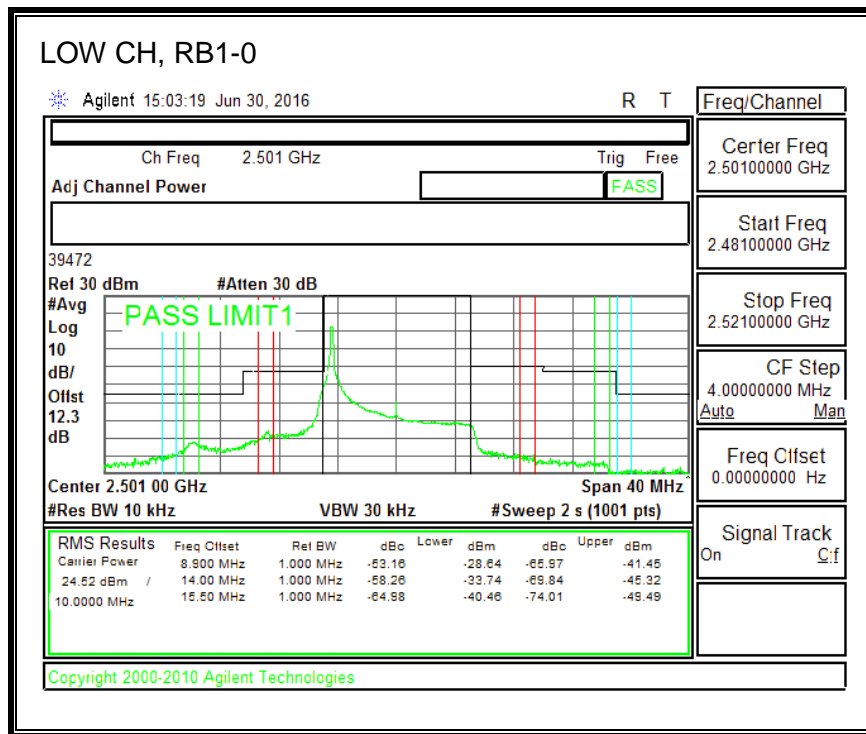 LOW CH, RB1-0
Agilent 15:03:19 Jun 30, 2016 R T
Freq/Channel
Ch Freq 2.501 GHz Trig Free
Adj Channel Power PASS
Center Freq
2.50100000 GHz
Start Freq
2.48100000 GHz
39472
Ref 30 dBm #Atten 30 dB
#Avg
Log
10
dB/
Offst
12.3
dB
PASS LIMIT1
Stop Freq
2.52100000 GHz
CF Step
4.00000000 MHz
Auto Man
Freq Offset
0.00000000 Hz
Center 2.501 00 GHz Span 40 MHz
#Res BW 10 kHz VBW 30 kHz #Sweep 2 s (1001 pts)
Signal Track
On Off
RMS Results Freq Offset Ref BW dBc Lower dBm dBc Upper dBm
Carrier Power 8.900 MHz 1.000 MHz -53.16 -28.64 -65.97 -41.45
24.52 dBm / 14.00 MHz 1.000 MHz -58.26 -33.74 -69.84 -45.32
10.0000 MHz 15.50 MHz 1.000 MHz -64.98 -40.46 -74.01 -49.49
Copyright 2000-2010 Agilent Technologies